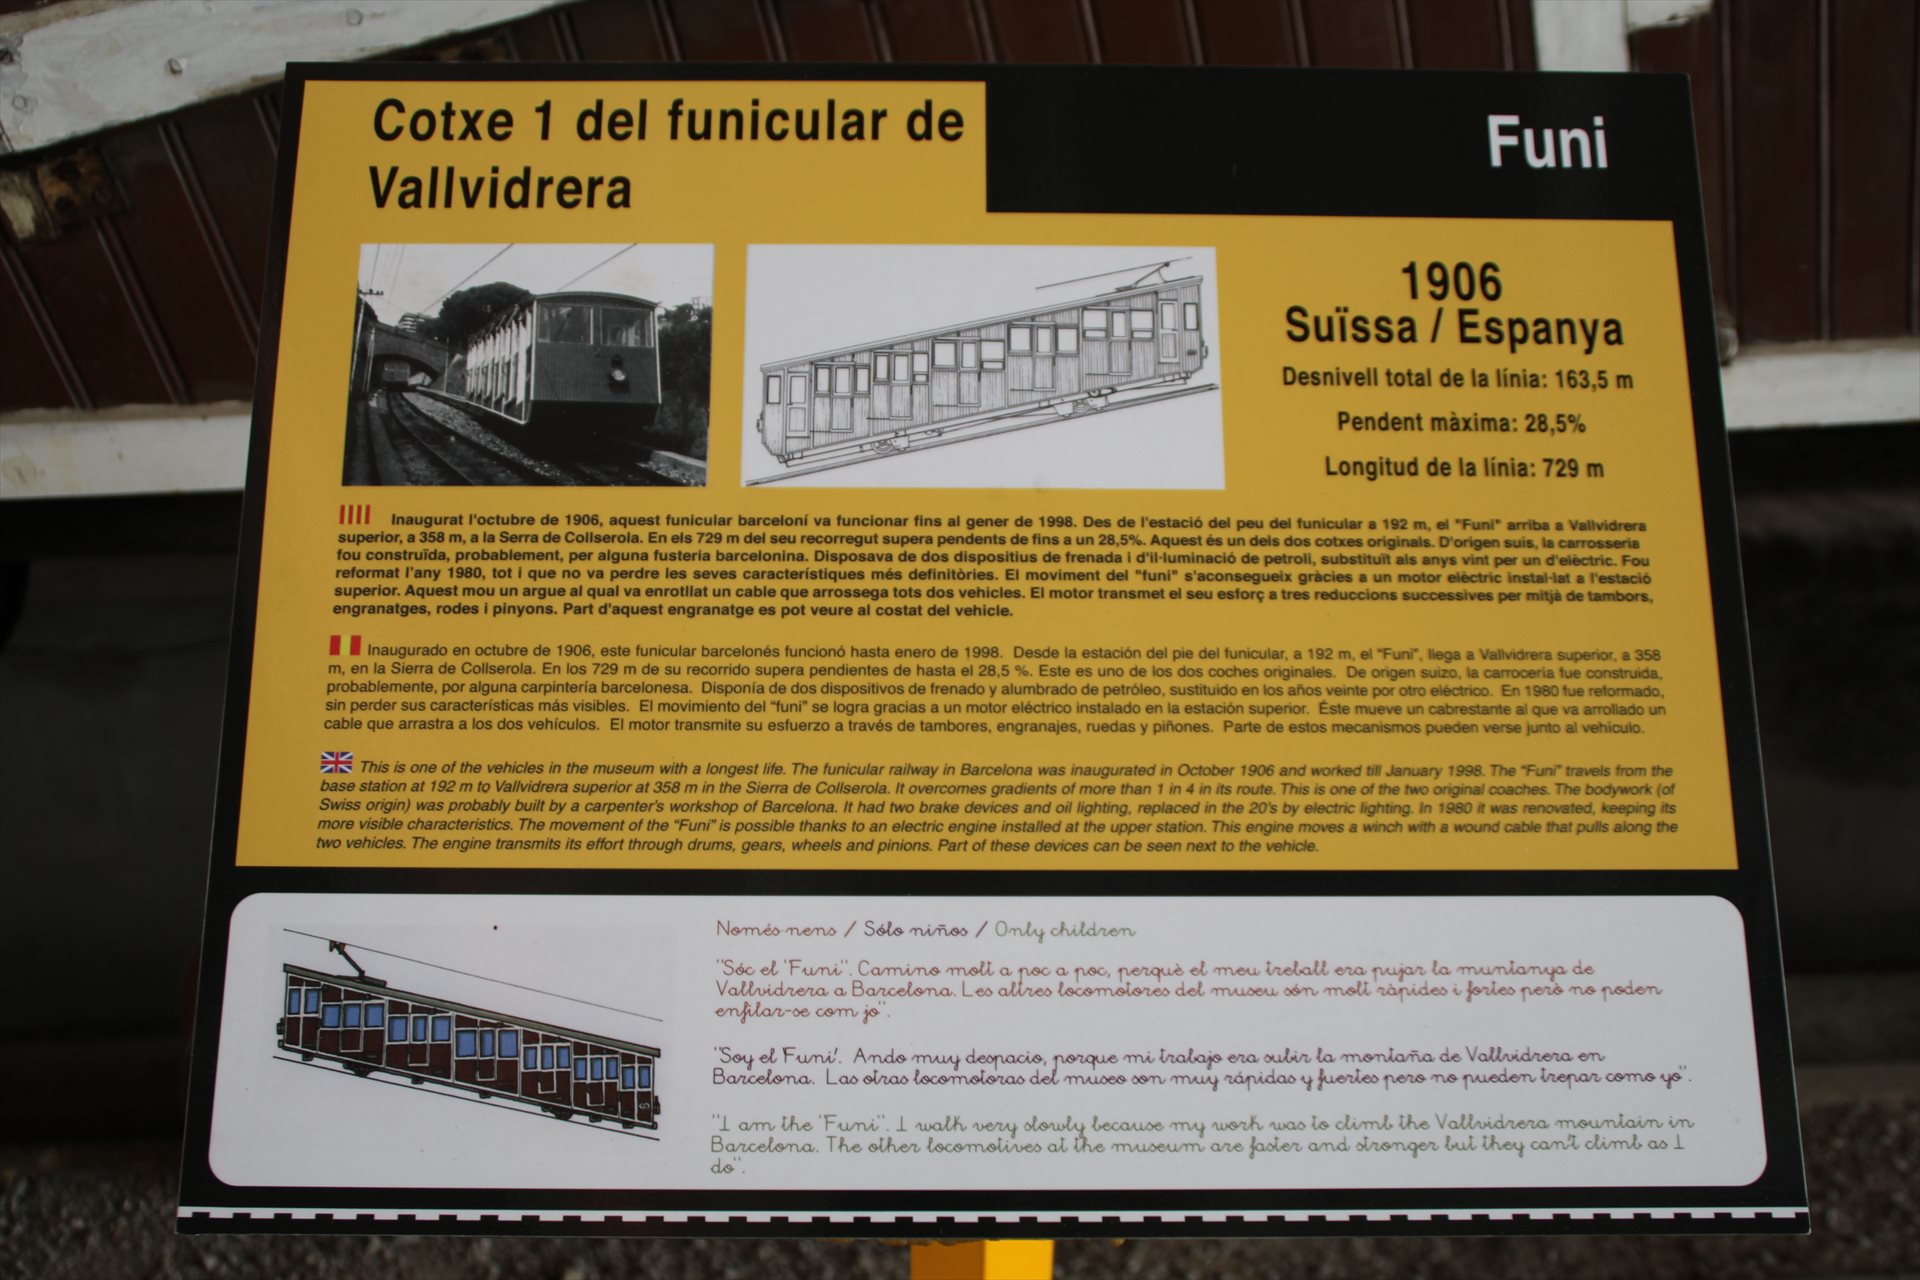 Cotxe 1 del funicular de
Vallvidrera
Funi
1906
Suïssa / Espanya
Desnivell total de la línia: 163,5 m
Pendent màxima: 28,5%
Longitud de la línia: 729 m
Inaugurat l'octubre de 1906, aquest funicular barceloní va funcionar fins al gener de 1998. Des de l'estació del peu del funicular a 192 m, el "Funi" arriba a Vallvidrera
superior, a 358 m, a la Serra de Collserola. En els 729 m del seu recorregut supera pendents de fins a un 28,5%. Aquest és un dels dos cotxes originals. D'origen suis, la carrosseria
fou construïda, probablement, per alguna fusteria barcelonina. Disposava de dos dispositius de frenada i d'il·luminació de petroli, substituït als anys vint per un d'elèctric. Fou
reformat l'any 1980, tot i que no va perdre les seves característiques més definitòries. El moviment del "funi" s'aconsegueix gràcies a un motor elèctric instal·lat a l'estació
superior. Aquest mou un argue al qual va enrotllat un cable que arrossega tots dos vehicles. El motor transmet el seu esforç a tres reduccions successives per mitjà de tambors,
engranatges, rodes i pinyons. Part d'aquest engranatge es pot veure al costat del vehicle.
Inaugurado en octubre de 1906, este funicular barcelonés funcionó hasta enero de 1998. Desde la estación del pie del funicular, a 192 m, el "Funi", llega a Vallvidrera superior, a 358
m, en la Sierra de Collserola. En los 729 m de su recorrido supera pendientes de hasta el 28,5 %. Este es uno de los dos coches originales. De origen suizo, la carrocería fue construida,
probablemente, por alguna carpintería barcelonesa. Disponía de dos dispositivos de frenado y alumbrado de petróleo, sustituido en los años veinte por otro eléctrico. En 1980 fue reformado,
sin perder sus características más visibles. El movimiento del "funi" se logra gracias a un motor eléctrico instalado en la estación superior. Éste mueve un cabrestante al que va arrollado un
cable que arrastra a los dos vehículos. El motor transmite su esfuerzo a través de tambores, engranajes, ruedas y piñones. Parte de estos mecanismos pueden verse junto al vehículo.
This is one of the vehicles in the museum with a longest life. The funicular railway in Barcelona was inaugurated in October 1906 and worked till January 1998. The "Funi" travels from the
base station at 192 m to Vallvidrera superior at 358 m in the Sierra de Collserola. It overcomes gradients of more than 1 in 4 in its route. This is one of the two original coaches. The bodywork (of
Swiss origin) was probably built by a carpenter's workshop of Barcelona. It had two brake devices and oil lighting, replaced in the 20's by electric lighting. In 1980 it was renovated, keeping its
more visible characteristics. The movement of the "Funi" is possible thanks to an electric engine installed at the upper station. This engine moves a winch with a wound cable that pulls along the
two vehicles. The engine transmits its effort through drums, gears, wheels and pinions. Part of these devices can be seen next to the vehicle.
Només nens / Sólo niños / Only children
"Sóc el 'Funi". Camino molt a poc a poc, perquè el meu treball era pujar la muntanya de
Vallvidrera a Barcelona. Les altres locomotores del museu són molt ràpides i fortes però no poden
enfilar-se com jo".
"Soy el 'Funi'. Ando muy despacio, porque mi trabajo era subir la montaña de Vallvidrera en
Barcelona. Las otras locomotoras del museo son muy rápidas y fuertes pero no pueden trepar como yo".
"I am the "Funi". I walk very slowly because my work was to climb the Vallvidrera mountain in
Barcelona. The other locomotives at the museum are faster and stronger but they can't climb as I
do".